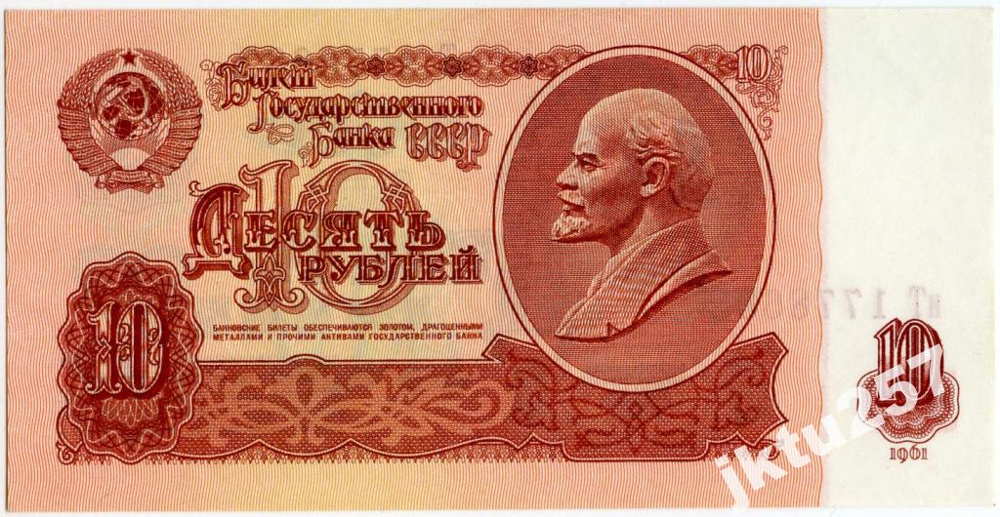 Билет
Государственного
Банка СССР
10
10
Десять
рублей
БАНКОВСКИЕ БИЛЕТЫ ОБЕСПЕЧИВАЮТСЯ ЗОЛОТОМ, ДРАГОЦЕННЫМИ
МЕТАЛЛАМИ И ПРОЧИМИ АКТИВАМИ ГОСУДАРСТВЕННОГО БАНКА
10
10
1961
jktu257